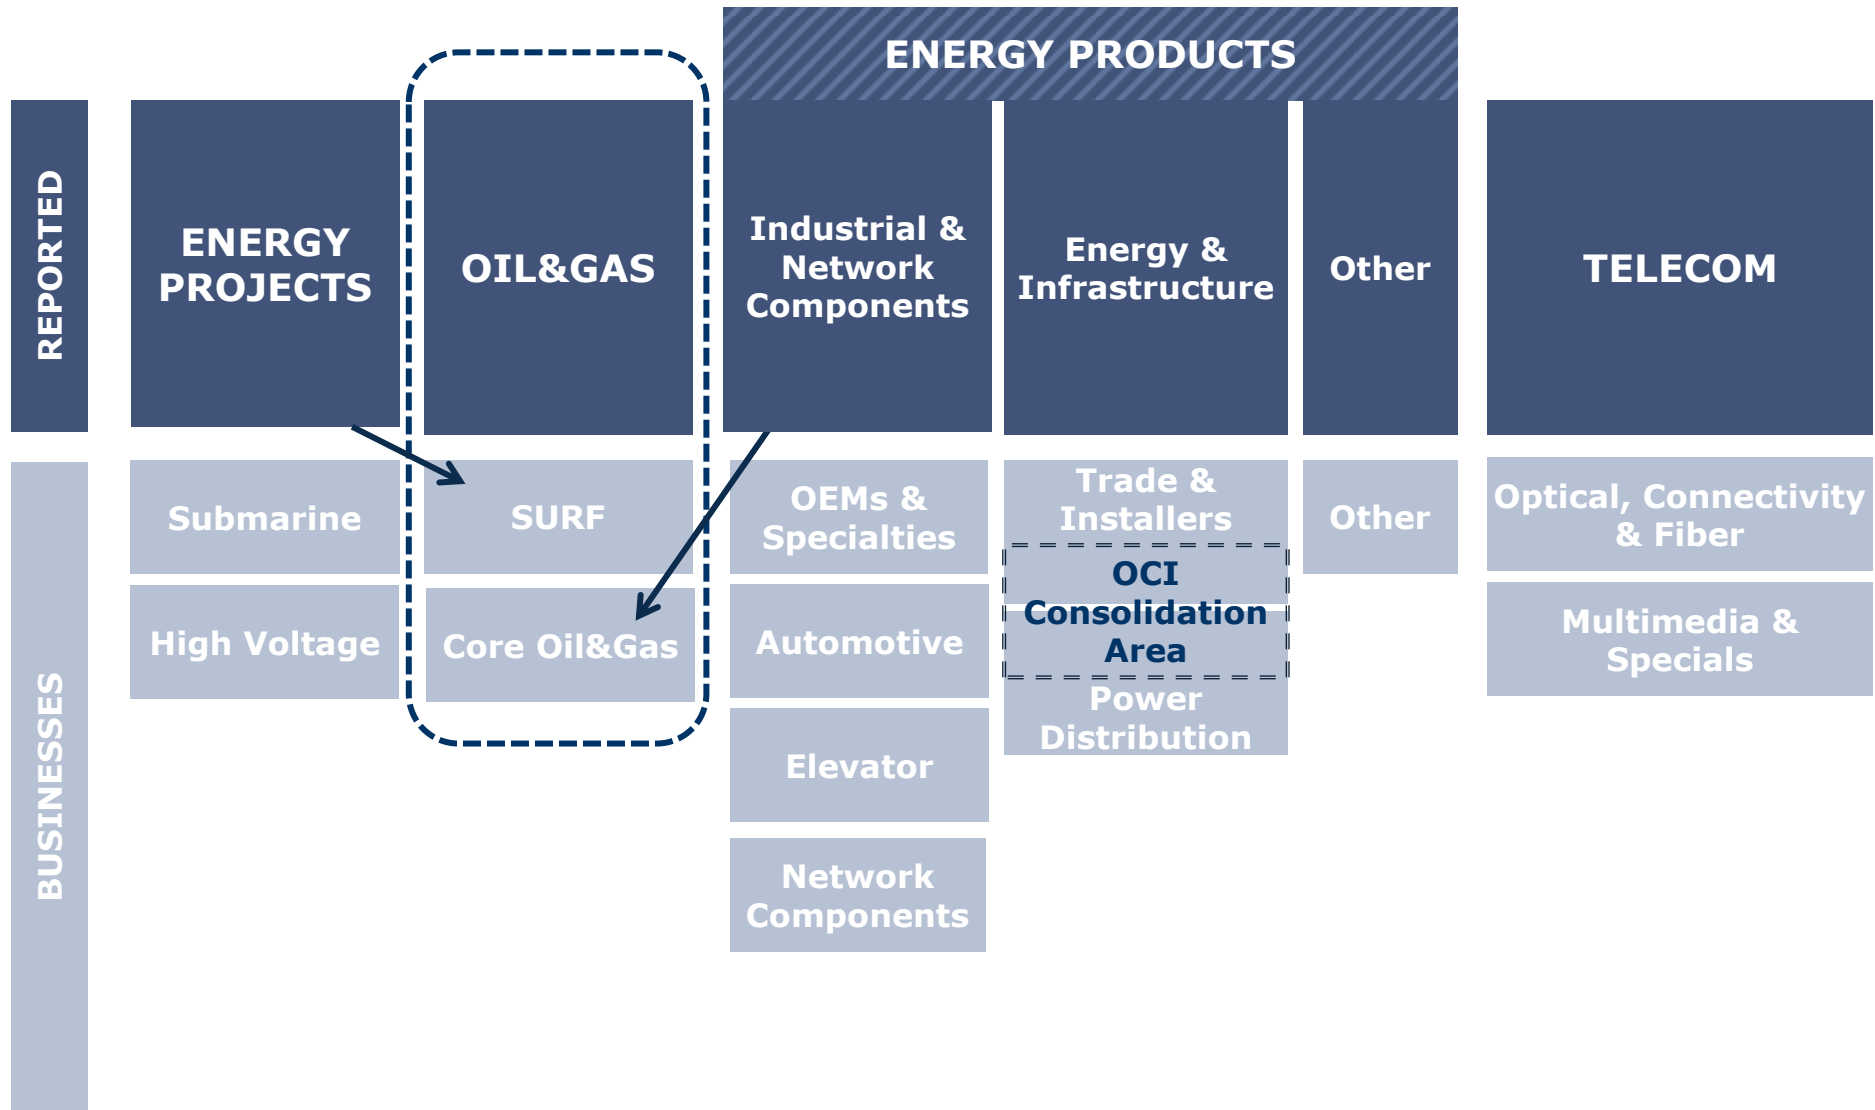 ENERGY PRODUCTS
REPORTED
ENERGY
PROJECTS
OIL&GAS
Industrial &
Network
Components
Energy &
Infrastructure
Other
TELECOM
BUSINESSES
Submarine
High Voltage
SURF
Core Oil&Gas
OEMs &
Specialties
Automotive
Elevator
Network
Components
Trade &
Installers
OCI
Consolidation
Area
Power
Distribution
Other
Optical, Connectivity
& Fiber
Multimedia &
Specials